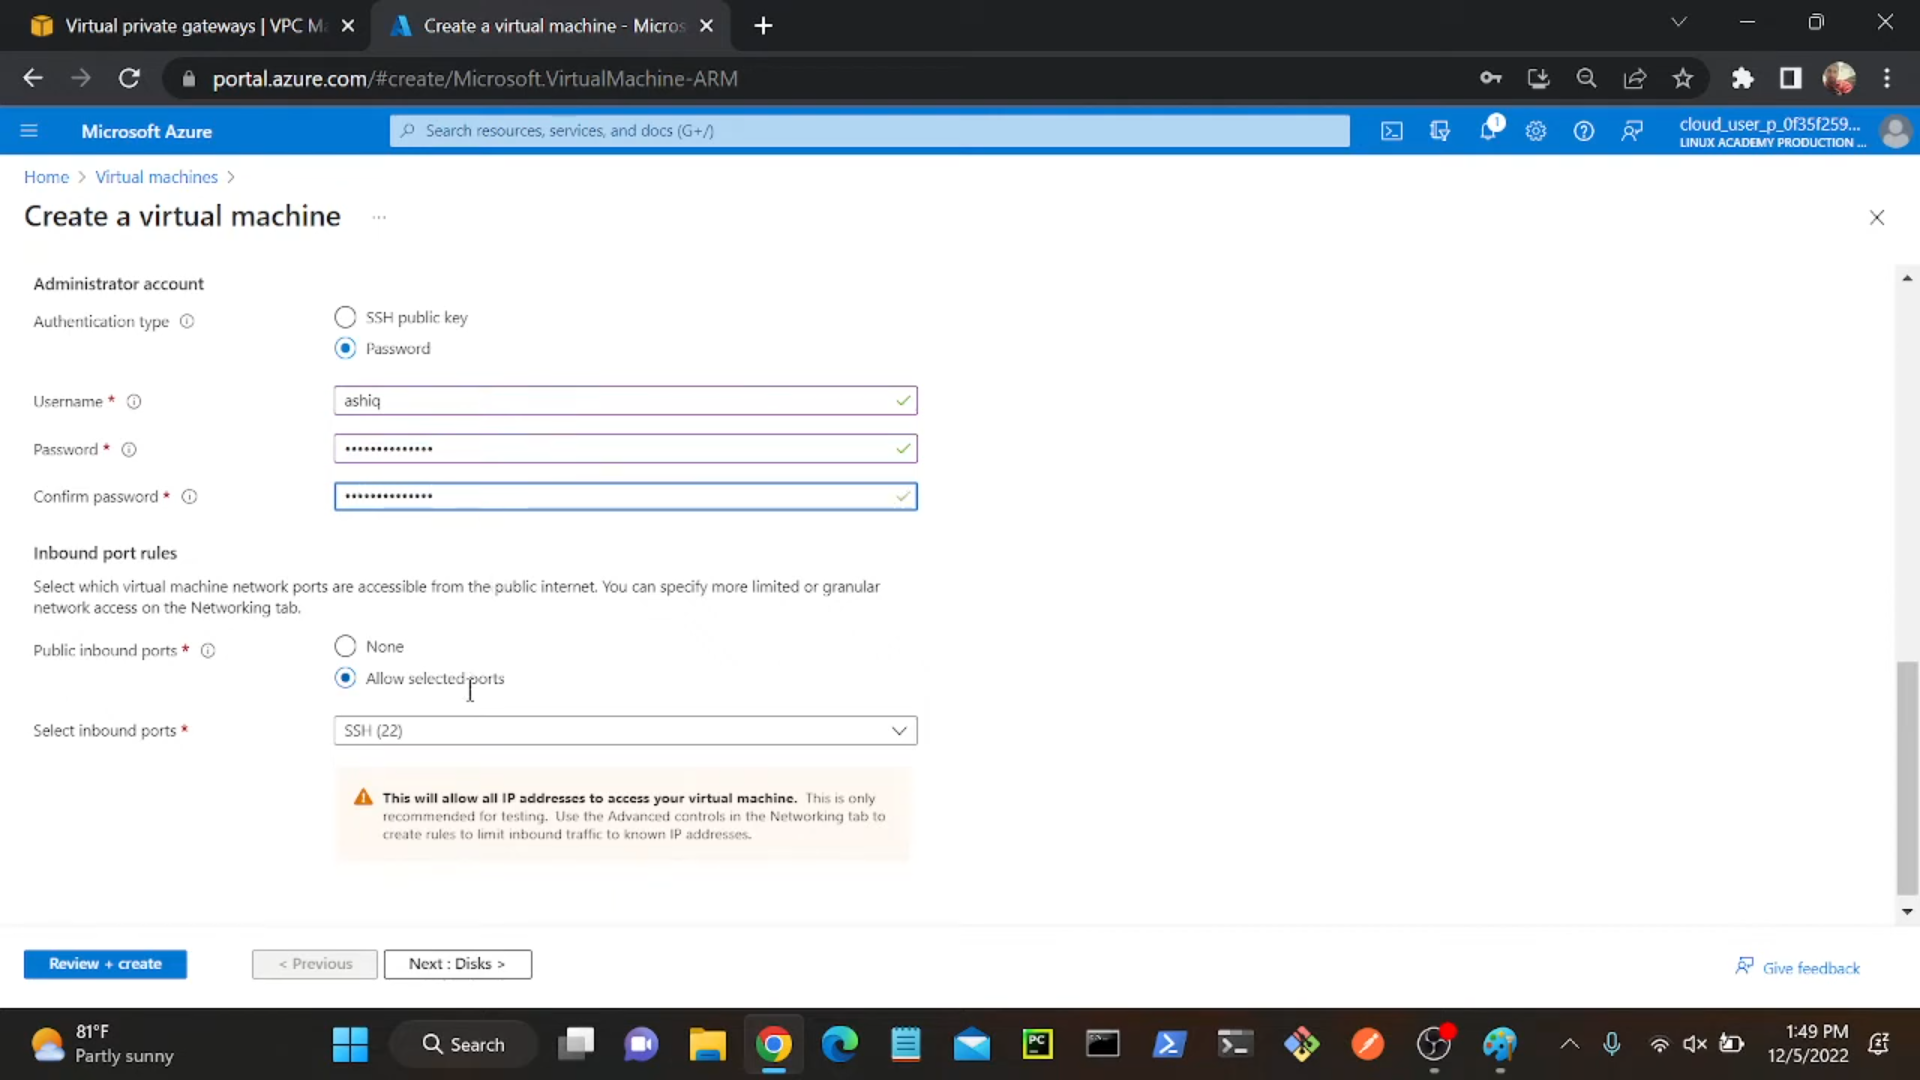 Virtual private gateways | VPC Ma
Create a virtual machine - Micros
portal.azure.com/#create/Microsoft.VirtualMachine-ARM
Microsoft Azure
Search resources, services, and docs (G+/)
1
cloud_user_p_0f35f259...
LINUX ACADEMY PRODUCTION ...
Home > Virtual machines >
Create a virtual machine ...
Administrator account
Authentication type
SSH public key
Password
Username *
ashiq
Password *
••••••••••••••
Confirm password *
••••••••••••••
Inbound port rules
Select which virtual machine network ports are accessible from the public internet. You can specify more limited or granular
network access on the Networking tab.
Public inbound ports *
None
Allow selected ports
Select inbound ports *
SSH (22)
This will allow all IP addresses to access your virtual machine. This is only
recommended for testing. Use the Advanced controls in the Networking tab to
create rules to limit inbound traffic to known IP addresses.
Review + create
< Previous
Next : Disks >
Give feedback
81°F
Partly sunny
Search
PC
1:49 PM
12/5/2022